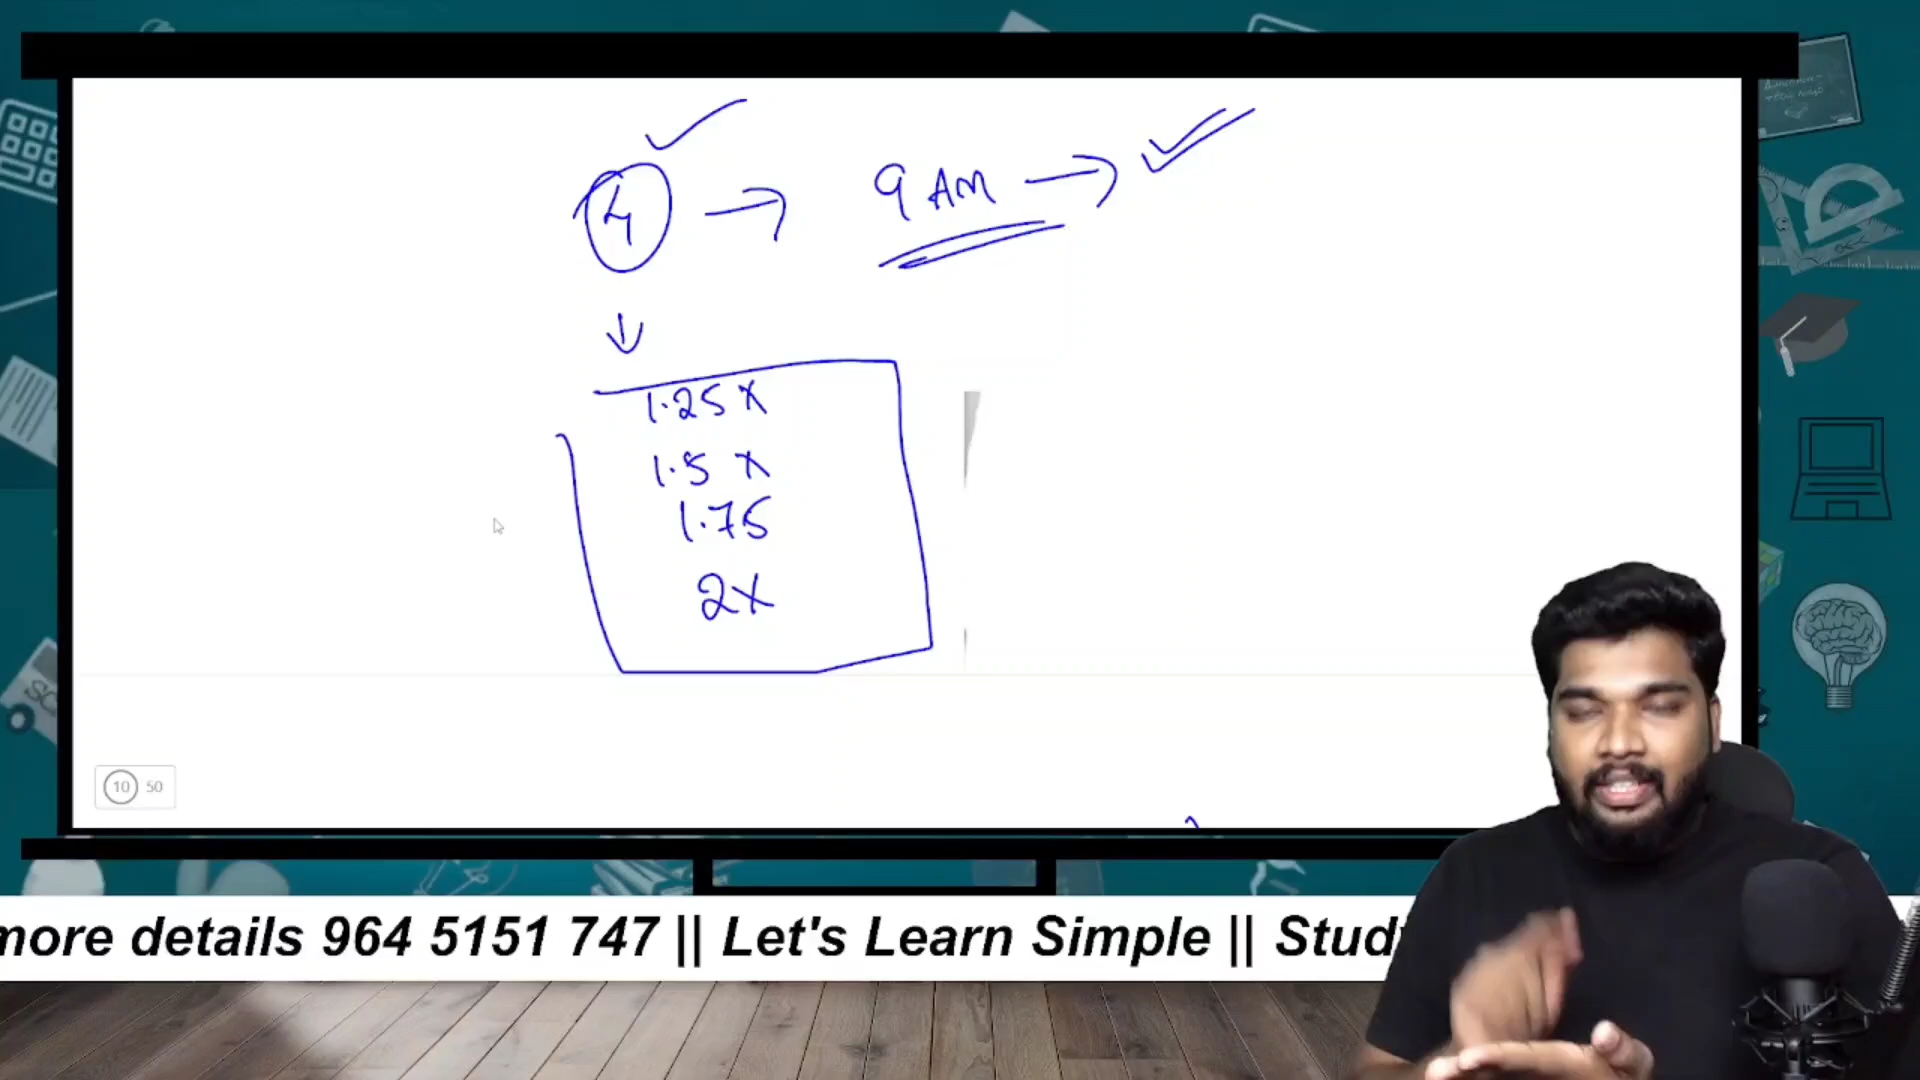 4 → 9 AM →
1.25 x
1.5 x
1.75
2x
10 50
more details 964 5151 747 || Let's Learn Simple || Stud